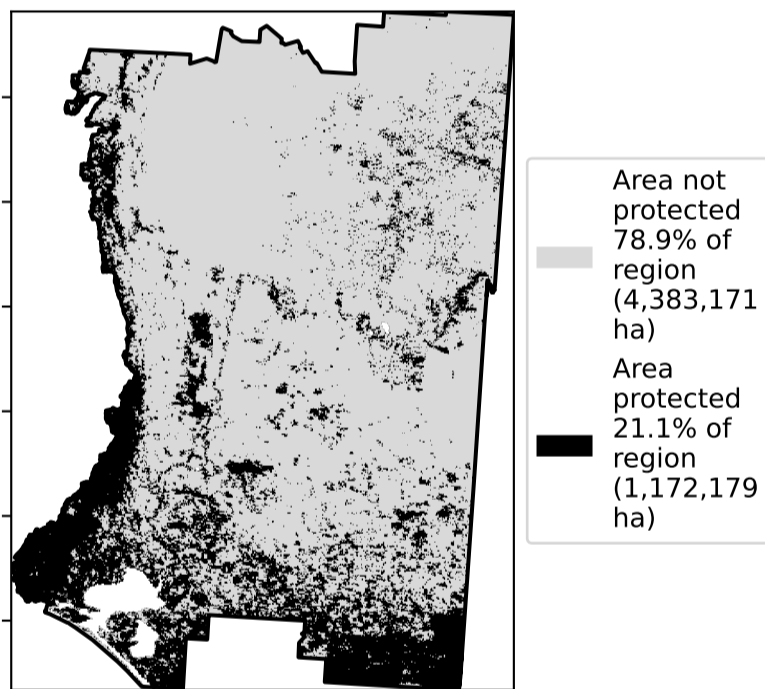 Area not
protected
78.9% of
region
(4,383,171
ha)
Area
protected
21.1% of
region
(1,172,179
ha)